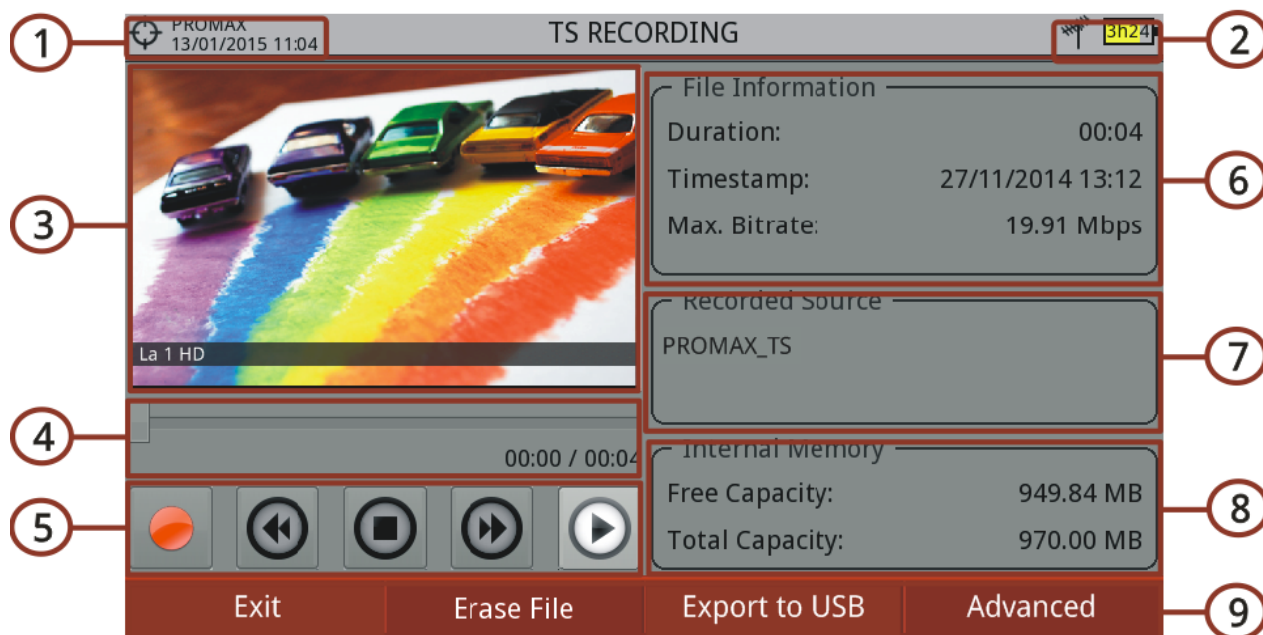 PROMAX
13/01/2015 11:04
TS RECORDING
3h24
1
2
3
La 1 HD
File Information
Duration: 00:04
Timestamp: 27/11/2014 13:12
Max. Bitrate: 19.91 Mbps
6
Recorded Source
PROMAX_TS
7
4
00:00 / 00:04
5
Internal Memory
Free Capacity: 949.84 MB
Total Capacity: 970.00 MB
8
Exit
Erase File
Export to USB
Advanced
9